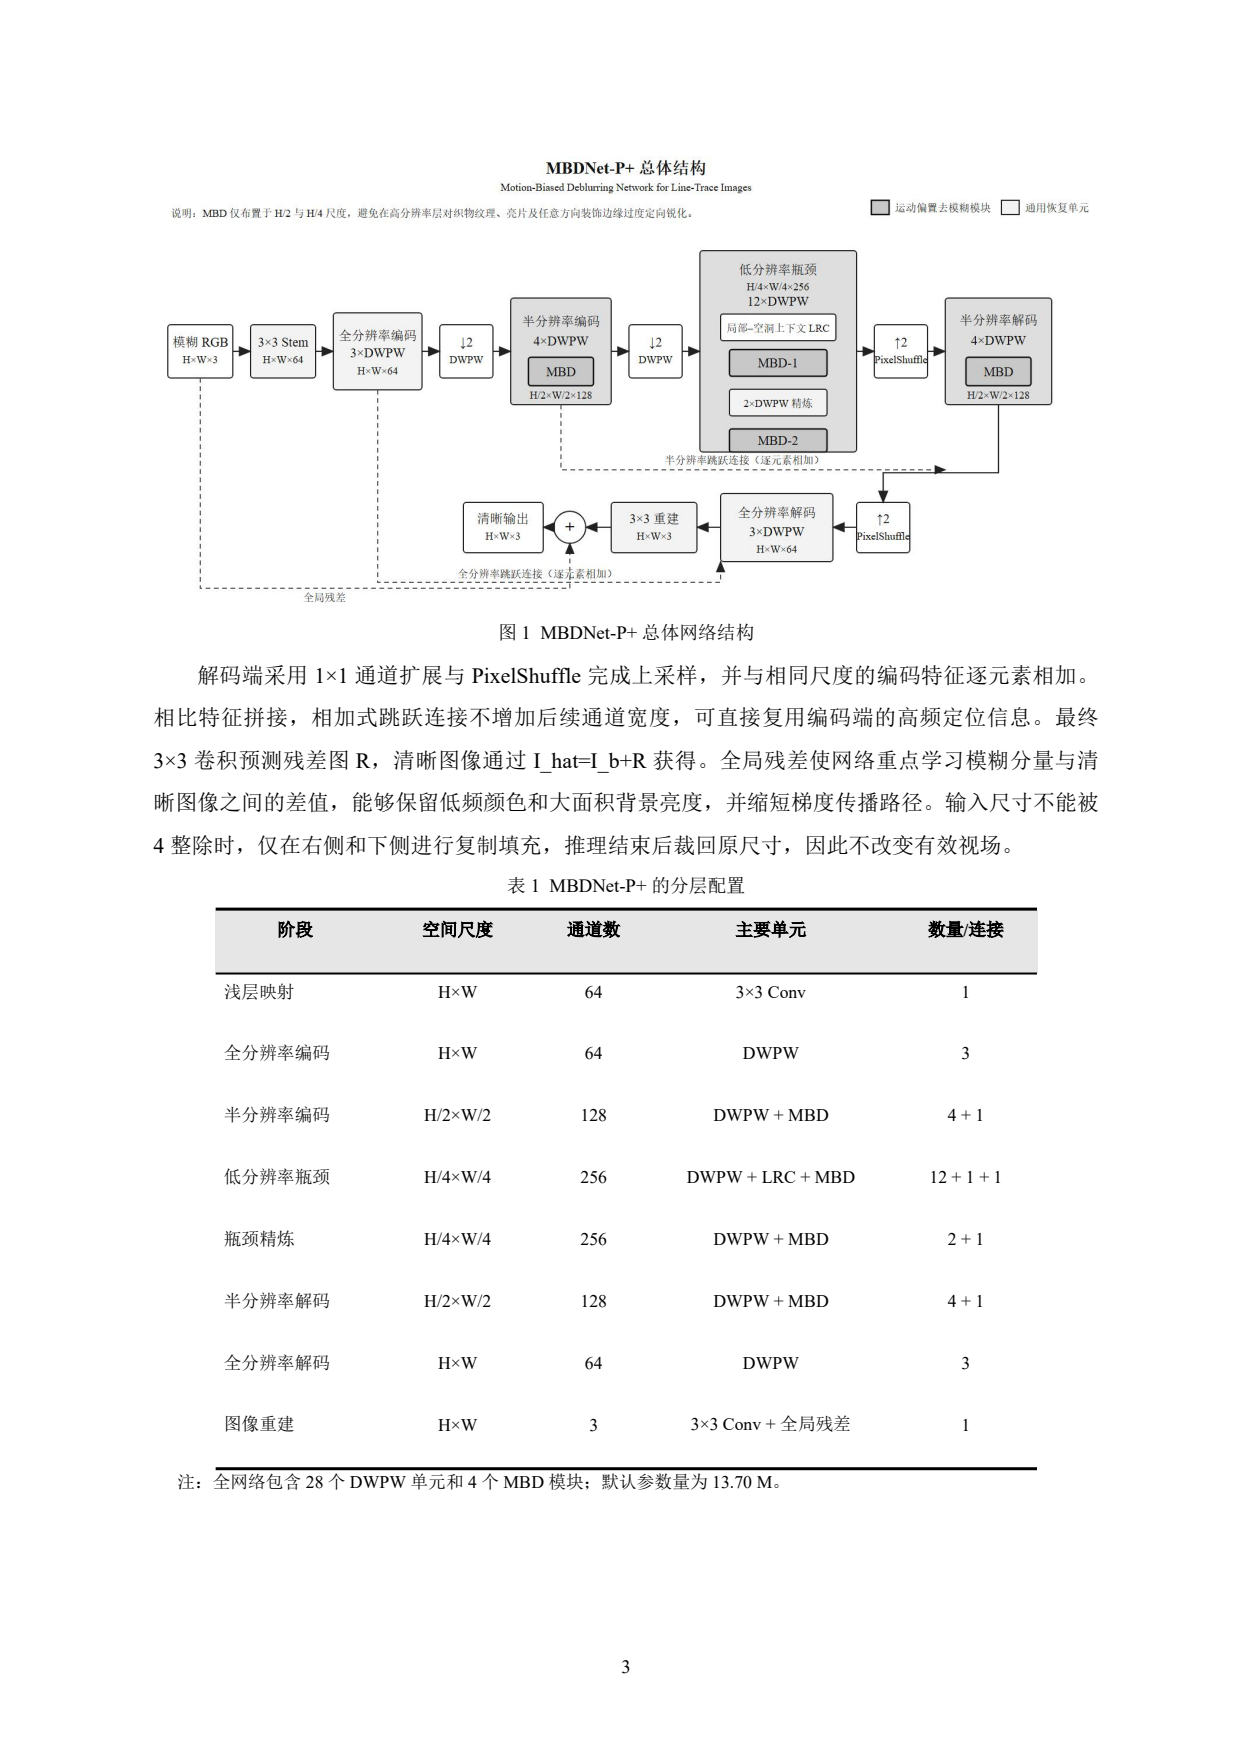 MBDNet-P+ 总体结构
Motion-Biased Deblurring Network for Line-Trace Images
说明：MBD 仅布置于 H/2 与 H/4 尺度，避免在高分辨率层对织物纹理、亮片及任意方向装饰边缘过度定向锐化。
运动偏置去模糊模块
通用恢复单元
模糊 RGB
H×W×3
3×3 Stem
H×W×64
全分辨率编码
3×DWPW
H×W×64
↓2
DWPW
半分辨率编码
4×DWPW
MBD
H/2×W/2×128
↓2
DWPW
低分辨率瓶颈
H/4×W/4×256
12×DWPW
局部–空洞上下文 LRC
MBD-1
2×DWPW 精炼
MBD-2
↑2
PixelShuffle
半分辨率解码
4×DWPW
MBD
H/2×W/2×128
半分辨率跳跃连接（逐元素相加）
清晰输出
H×W×3
+
3×3 重建
H×W×3
全分辨率解码
3×DWPW
H×W×64
↑2
PixelShuffle
全分辨率跳跃连接（逐元素相加）
全局残差
图 1 MBDNet-P+ 总体网络结构
解码端采用 1×1 通道扩展与 PixelShuffle 完成上采样，并与相同尺度的编码特征逐元素相加。
相比特征拼接，相加式跳跃连接不增加后续通道宽度，可直接复用编码端的高频定位信息。最终
3×3 卷积预测残差图 R，清晰图像通过 I_hat=I_b+R 获得。全局残差使网络重点学习模糊分量与清
晰图像之间的差值，能够保留低频颜色和大面积背景亮度，并缩短梯度传播路径。输入尺寸不能被
4 整除时，仅在右侧和下侧进行复制填充，推理结束后裁回原尺寸，因此不改变有效视场。
表 1 MBDNet-P+ 的分层配置
阶段 空间尺度 通道数 主要单元 数量/连接
浅层映射 H×W 64 3×3 Conv 1
全分辨率编码 H×W 64 DWPW 3
半分辨率编码 H/2×W/2 128 DWPW + MBD 4 + 1
低分辨率瓶颈 H/4×W/4 256 DWPW + LRC + MBD 12 + 1 + 1
瓶颈精炼 H/4×W/4 256 DWPW + MBD 2 + 1
半分辨率解码 H/2×W/2 128 DWPW + MBD 4 + 1
全分辨率解码 H×W 64 DWPW 3
图像重建 H×W 3 3×3 Conv + 全局残差 1
注：全网络包含 28 个 DWPW 单元和 4 个 MBD 模块；默认参数量为 13.70 M。
3